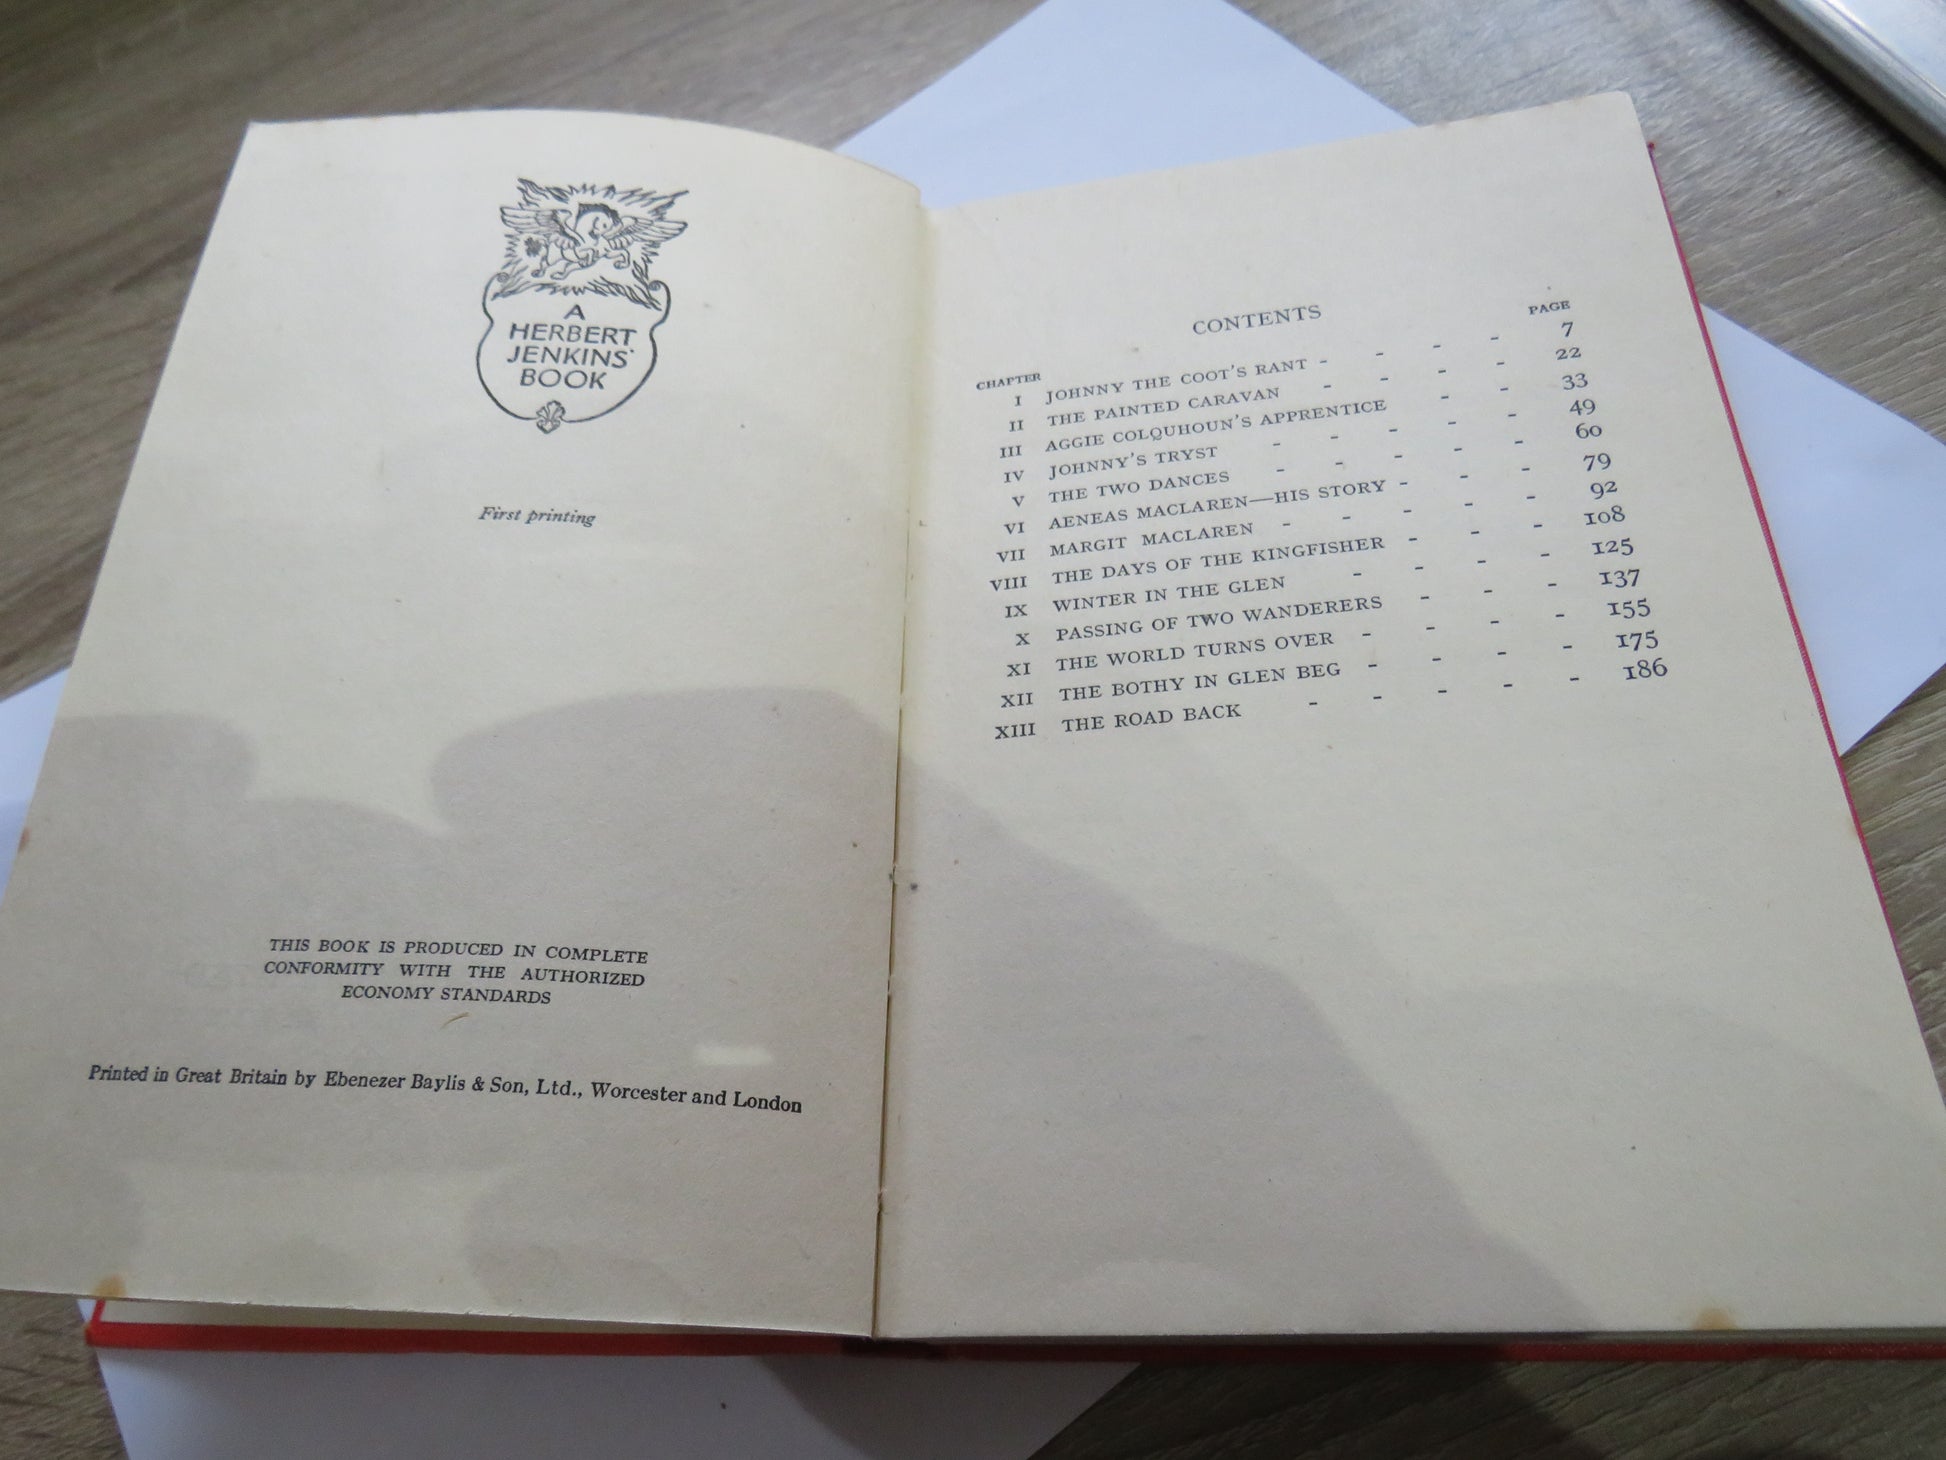 A
HERBERT
JENKINS'
BOOK
First printing
THIS BOOK IS PRODUCED IN COMPLETE
CONFORMITY WITH THE AUTHORIZED
ECONOMY STANDARDS
Printed in Great Britain by Ebenezer Baylis & Son, Ltd., Worcester and London
CONTENTS
CHAPTER PAGE
I JOHNNY THE COOT'S RANT - - - - 7
II THE PAINTED CARAVAN - - - - 22
III AGGIE COLQUHOUN'S APPRENTICE - - 33
IV JOHNNY'S TRYST - - - - - 49
V THE TWO DANCES - - - - - 60
VI AENEAS MACLAREN—HIS STORY - - - 79
VII MARGIT MACLAREN - - - - - 92
VIII THE DAYS OF THE KINGFISHER - - - 108
IX WINTER IN THE GLEN - - - - 125
X PASSING OF TWO WANDERERS - - - 137
XI THE WORLD TURNS OVER - - - - 155
XII THE BOTHY IN GLEN BEG - - - - 175
XIII THE ROAD BACK - - - - - 186